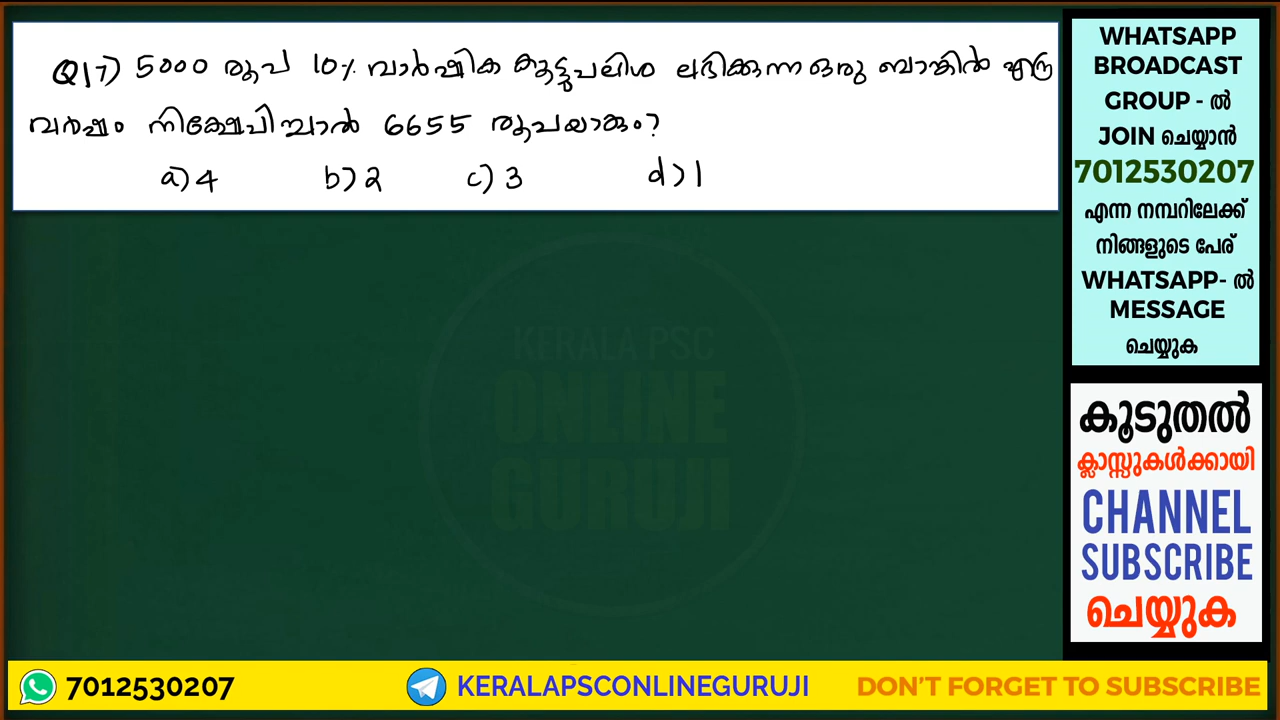 Q17) 5000 രൂപ 10% വാർഷിക കൂട്ടുപലിശ ലഭിക്കുന്ന ഒരു ബാങ്കിൽ എത്ര
വർഷം നിക്ഷേപിച്ചാൽ 6655 രൂപയാകും?
a) 4 b) 2 c) 3 d) 1
KERALA PSC
ONLINE
GURUJI
WHATSAPP
BROADCAST
GROUP - ൽ
JOIN ചെയ്യാൻ
7012530207
എന്ന നമ്പറിലേക്ക്
നിങ്ങളുടെ പേര്
WHATSAPP- ൽ
MESSAGE
ചെയ്യുക
കൂടുതൽ
ക്ലാസ്സുകൾക്കായി
CHANNEL
SUBSCRIBE
ചെയ്യുക
7012530207 KERALAPSCONLINEGURUJI DON'T FORGET TO SUBSCRIBE